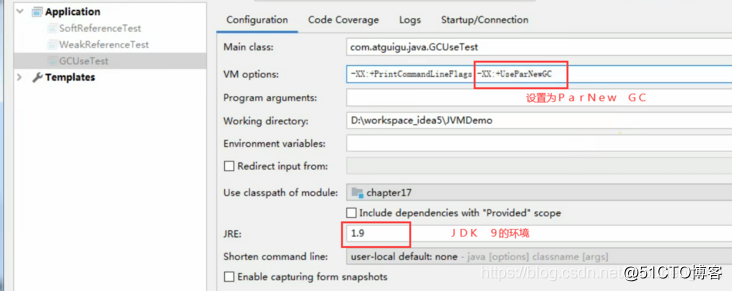 Application
SoftReferenceTest
WeakReferenceTest
GCUseTest
Templates
Configuration Code Coverage Logs Startup/Connection
Main class: com.atguigu.java.GCUseTest
VM options: -XX:+PrintCommandLineFlags -XX:+UseParNewGC
Program arguments: 设置为ParNew GC
Working directory: D:\workspace_idea5\JVMDemo
Environment variables:
Redirect input from:
Use classpath of module: chapter17
Include dependencies with "Provided" scope
JRE: 1.9 JDK 9的环境
Shorten command line: user-local default: none - java [options] classname [args]
Enable capturing form snapshots
https://blog.csdn.net
@51CTO博客